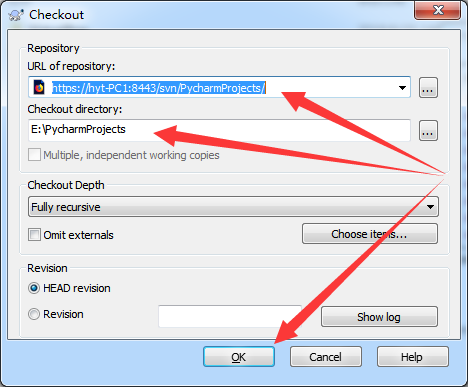 Checkout
Repository
URL of repository:
https://hyt-PC1:8443/svn/PycharmProjects/
...
Checkout directory:
E:\PycharmProjects
...
Multiple, independent working copies
Checkout Depth
Fully recursive
Omit externals
Choose items...
Revision
HEAD revision
Revision
Show log
OK
Cancel
Help